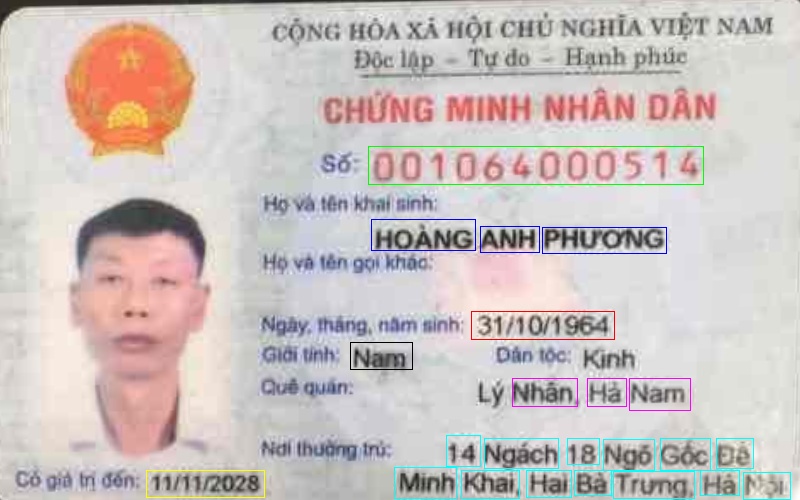 CỘNG HÒA XÃ HỘI CHỦ NGHĨA VIỆT NAM
Độc lập - Tự do - Hạnh phúc
CHỨNG MINH NHÂN DÂN
Số: 001064000514
Họ và tên khai sinh:
HOÀNG ANH PHƯƠNG
Họ và tên gọi khác:
Ngày, tháng, năm sinh: 31/10/1964
Giới tính: Nam Dân tộc: Kinh
Quê quán:
Lý Nhân, Hà Nam
Nơi thường trú: 14 Ngách 18 Ngõ Gốc Đề
Có giá trị đến: 11/11/2028 Minh Khai, Hai Bà Trưng, Hà Nội.